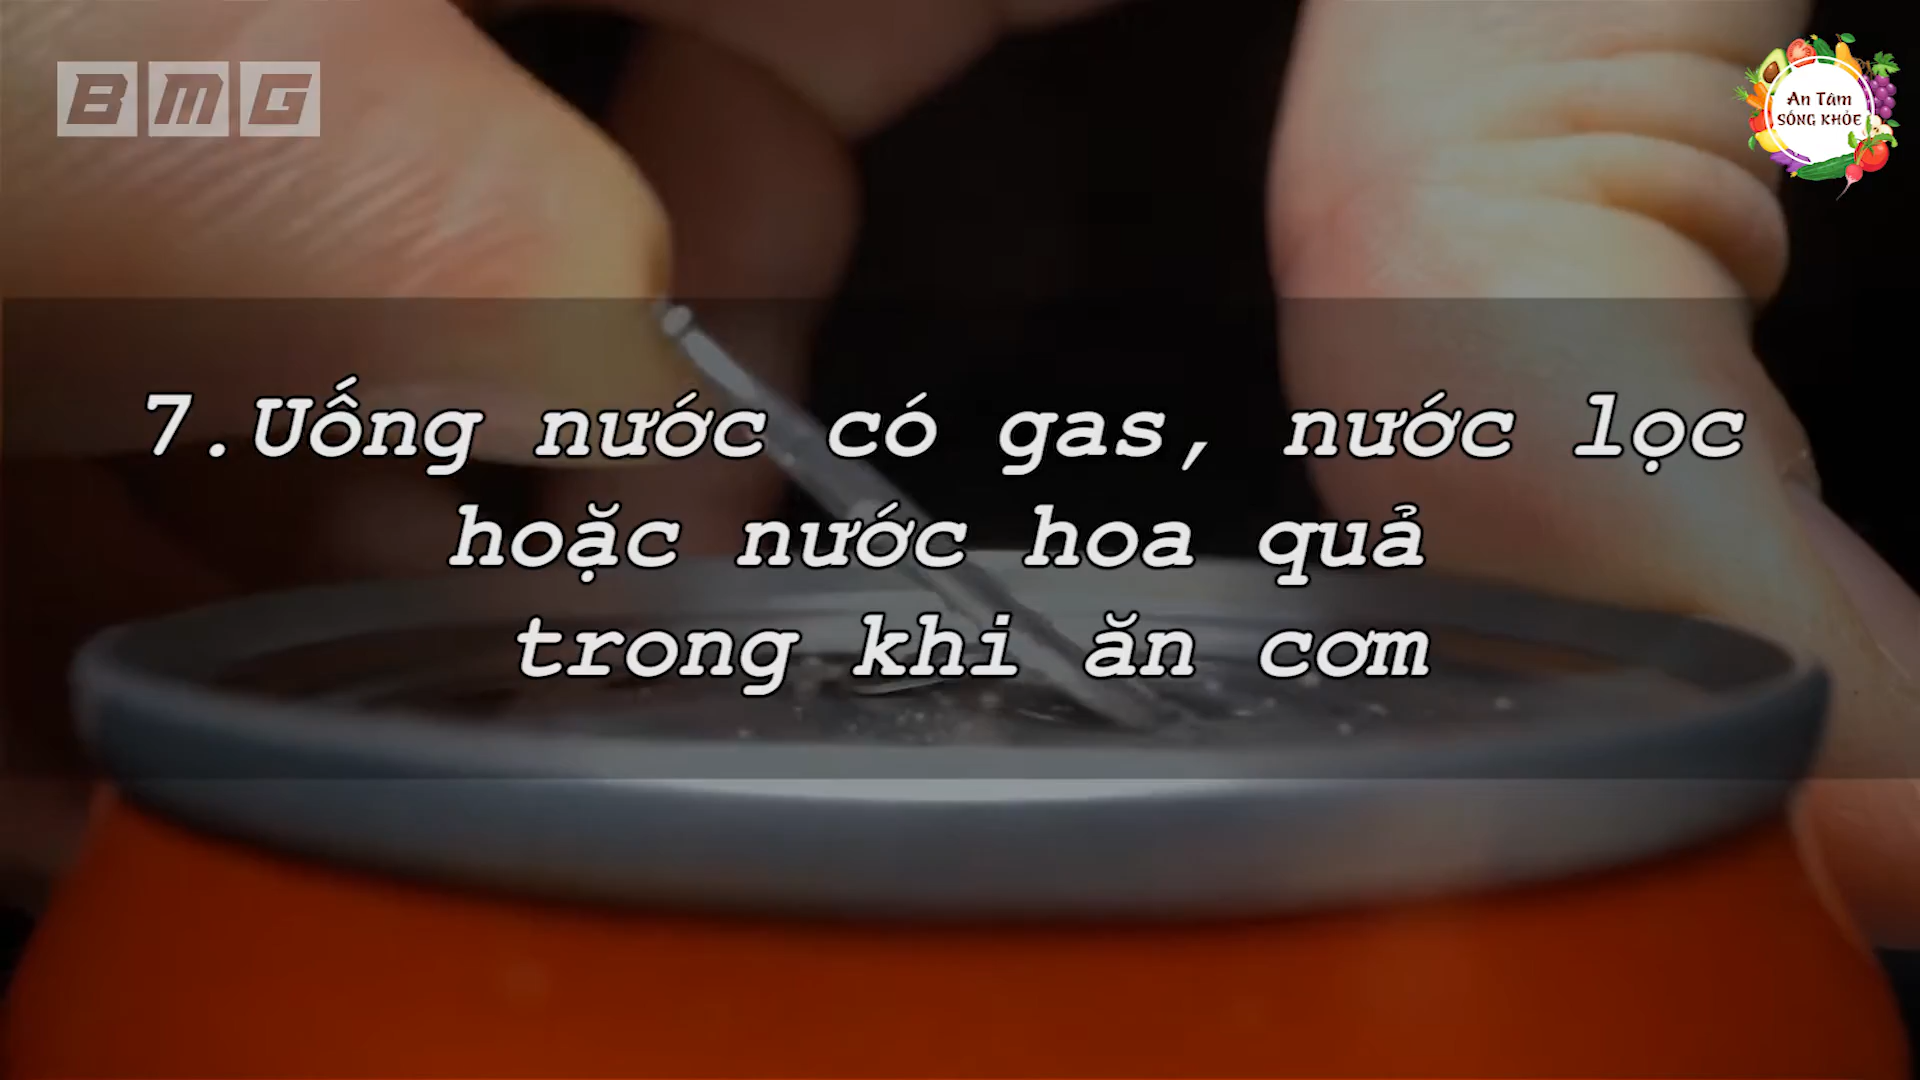 BMG
An Tâm
SỐNG KHỎE
7.Uống nước có gas, nước lọc
hoặc nước hoa quả
trong khi ăn cơm